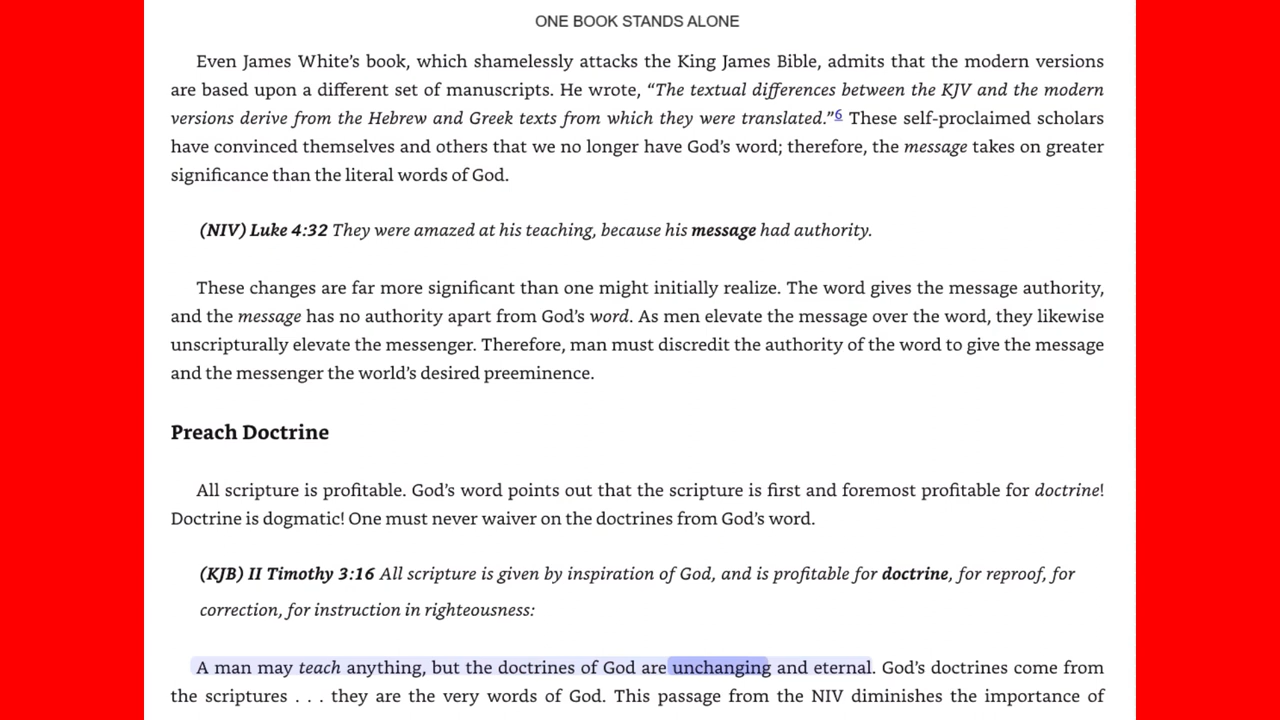 ONE BOOK STANDS ALONE
Even James White’s book, which shamelessly attacks the King James Bible, admits that the modern versions
are based upon a different set of manuscripts. He wrote, “The textual differences between the KJV and the modern
versions derive from the Hebrew and Greek texts from which they were translated.”6 These self-proclaimed scholars
have convinced themselves and others that we no longer have God’s word; therefore, the message takes on greater
significance than the literal words of God.
(NIV) Luke 4:32 They were amazed at his teaching, because his message had authority.
These changes are far more significant than one might initially realize. The word gives the message authority,
and the message has no authority apart from God’s word. As men elevate the message over the word, they likewise
unscripturally elevate the messenger. Therefore, man must discredit the authority of the word to give the message
and the messenger the world’s desired preeminence.
Preach Doctrine
All scripture is profitable. God’s word points out that the scripture is first and foremost profitable for doctrine!
Doctrine is dogmatic! One must never waiver on the doctrines from God’s word.
(KJB) II Timothy 3:16 All scripture is given by inspiration of God, and is profitable for doctrine, for reproof, for
correction, for instruction in righteousness:
A man may teach anything, but the doctrines of God are unchanging and eternal. God’s doctrines come from
the scriptures . . . they are the very words of God. This passage from the NIV diminishes the importance of